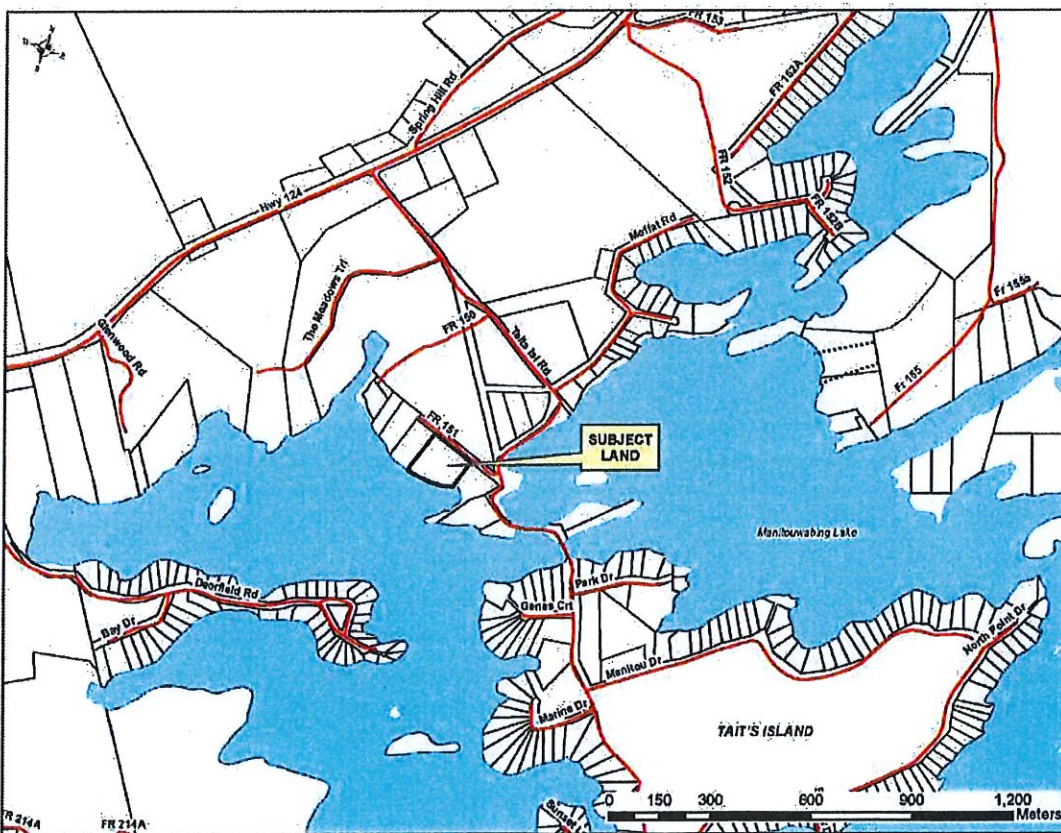 FR 153
FR 152A
Spring Hill Rd
FR 152
Hwy 124
FR 152B
Moffat Rd
The Meadows Trl
Fr 155a
FR 150
Taits Isl Rd
Glenwood Rd
Fr 155
FR 151
SUBJECT
LAND
Manitouwabing Lake
Deerfield Rd
Park Dr
Genes Crt
Bay Dr
North Point Dr
Manitou Dr
Marine Dr
TAIT'S ISLAND
0 150 300 600 900 1,200
Meters
FR 214A
FR 214A